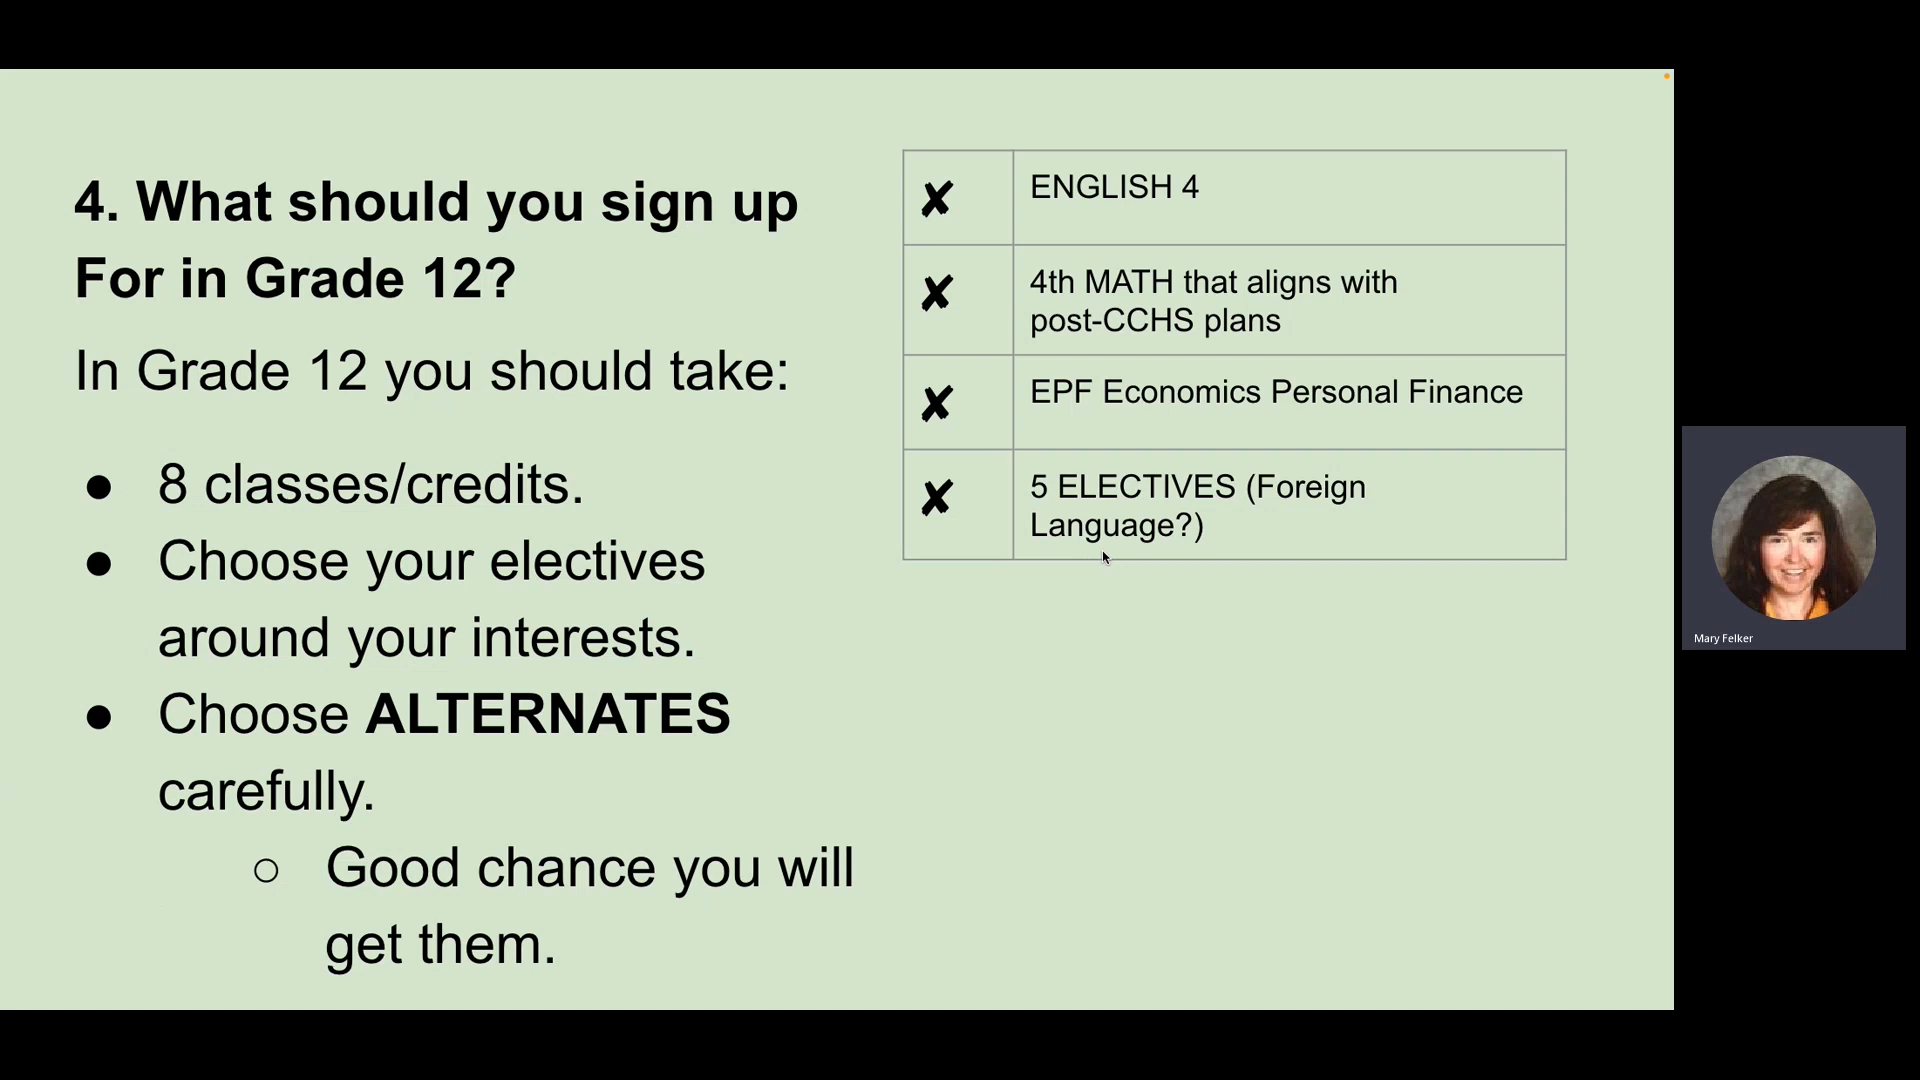 4. What should you sign up
For in Grade 12?
In Grade 12 you should take:
● 8 classes/credits.
● Choose your electives
around your interests.
● Choose ALTERNATES
carefully.
○ Good chance you will
get them.
✘ ENGLISH 4
✘ 4th MATH that aligns with
post-CCHS plans
✘ EPF Economics Personal Finance
✘ 5 ELECTIVES (Foreign
Language?)
Mary Felker